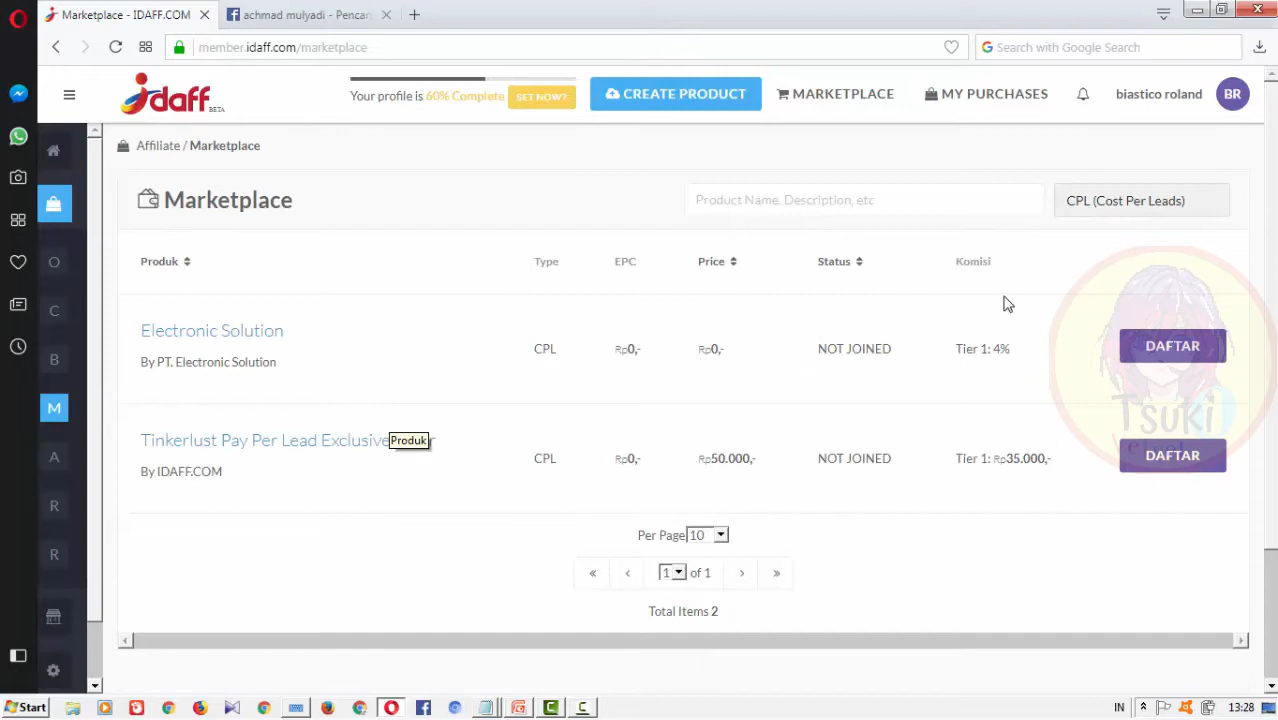 Marketplace - IDAFF.COM
achmad mulyadi - Pencar
member.idaff.com/marketplace
Search with Google Search
idaff BETA
Your profile is 60% Complete SET NOW?
CREATE PRODUCT
MARKETPLACE
MY PURCHASES
biastico roland
BR
Affiliate / Marketplace
Marketplace
Product Name, Description, etc
CPL (Cost Per Leads)
Produk Type EPC Price Status Komisi
Electronic Solution
By PT. Electronic Solution
CPL Rp0,- Rp0,- NOT JOINED Tier 1: 4% DAFTAR
Tinkerlust Pay Per Lead Exclusive
Produk
By IDAFF.COM
CPL Rp0,- Rp50.000,- NOT JOINED Tier 1: Rp35.000,- DAFTAR
Tsuki
Per Page 10
« ‹ 1 of 1 › »
Total Items 2
O
C
B
M
A
R
R
Start
IN 13:28